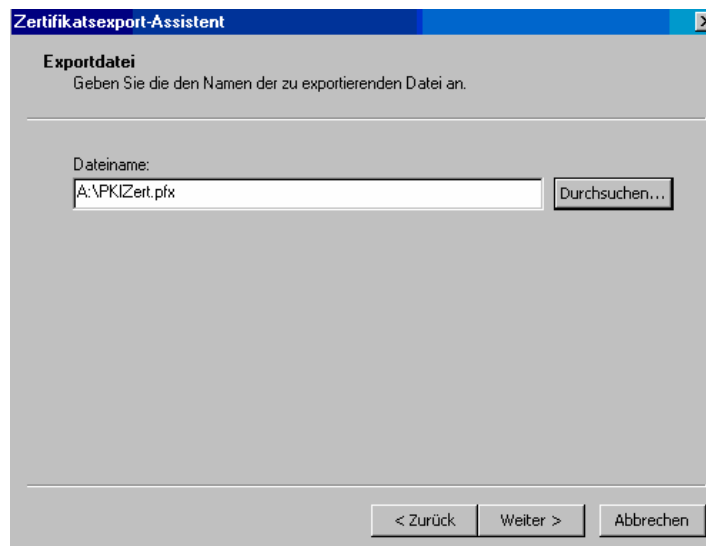 Zertifikatsexport-Assistent
Exportdatei
Geben Sie die den Namen der zu exportierenden Datei an.
Dateiname:
A:\PKIZert.pfx
Durchsuchen...
< Zurück
Weiter >
Abbrechen